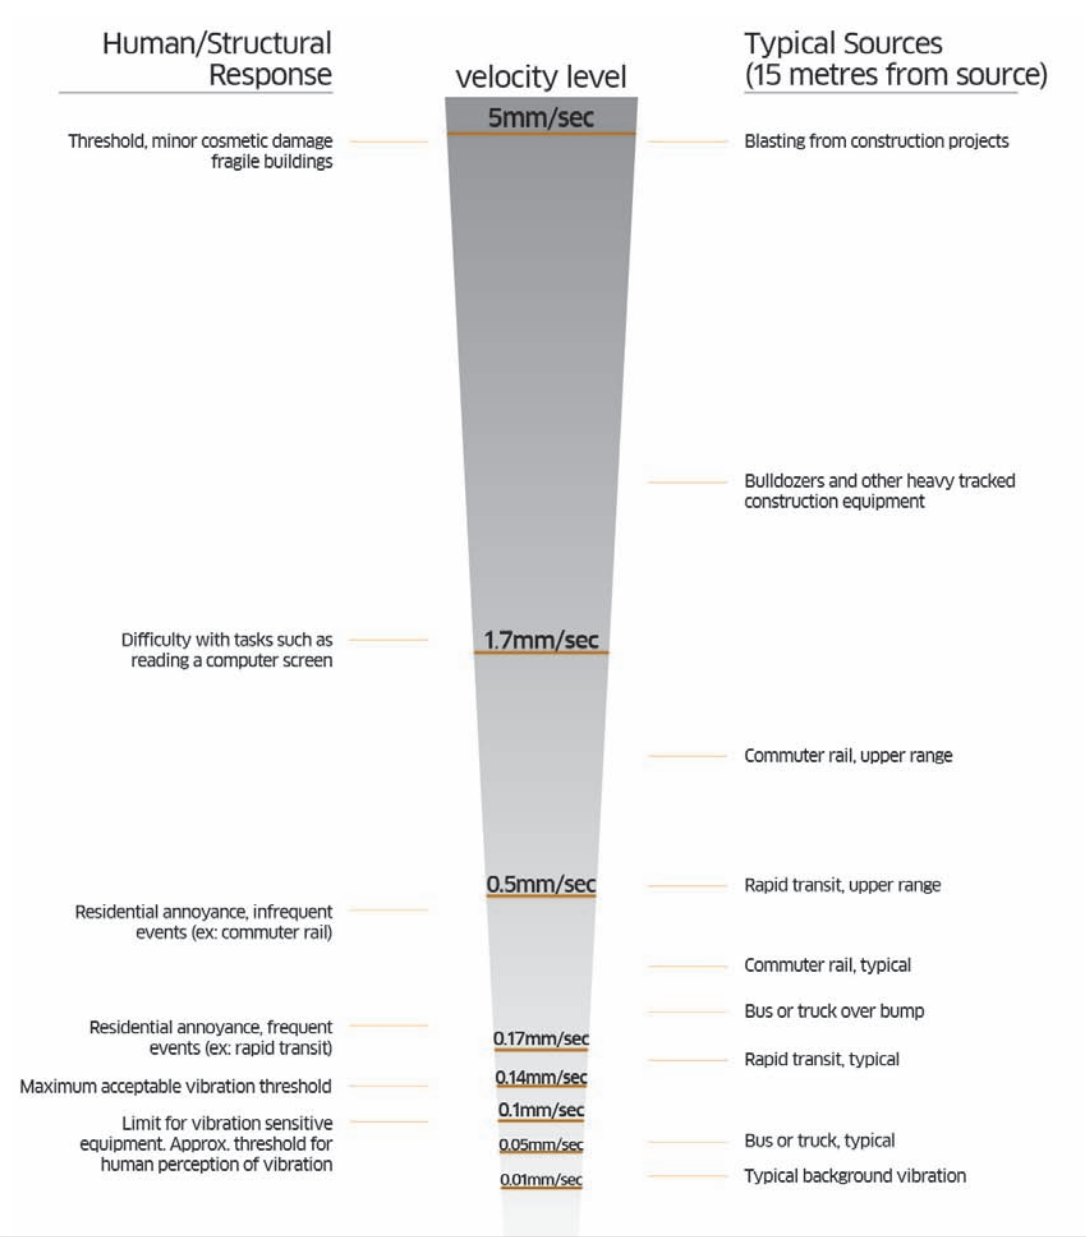 Human/Structural
Response
velocity level
Typical Sources
(15 metres from source)
5mm/sec
Threshold, minor cosmetic damage
fragile buildings
Blasting from construction projects
Bulldozers and other heavy tracked
construction equipment
Difficulty with tasks such as
reading a computer screen
1.7mm/sec
Commuter rail, upper range
0.5mm/sec
Rapid transit, upper range
Residential annoyance, infrequent
events (ex: commuter rail)
Commuter rail, typical
Bus or truck over bump
Residential annoyance, frequent
events (ex: rapid transit)
0.17mm/sec
Rapid transit, typical
Maximum acceptable vibration threshold
0.14mm/sec
0.1mm/sec
Limit for vibration sensitive
equipment. Approx. threshold for
human perception of vibration
0.05mm/sec
Bus or truck, typical
0.01mm/sec
Typical background vibration